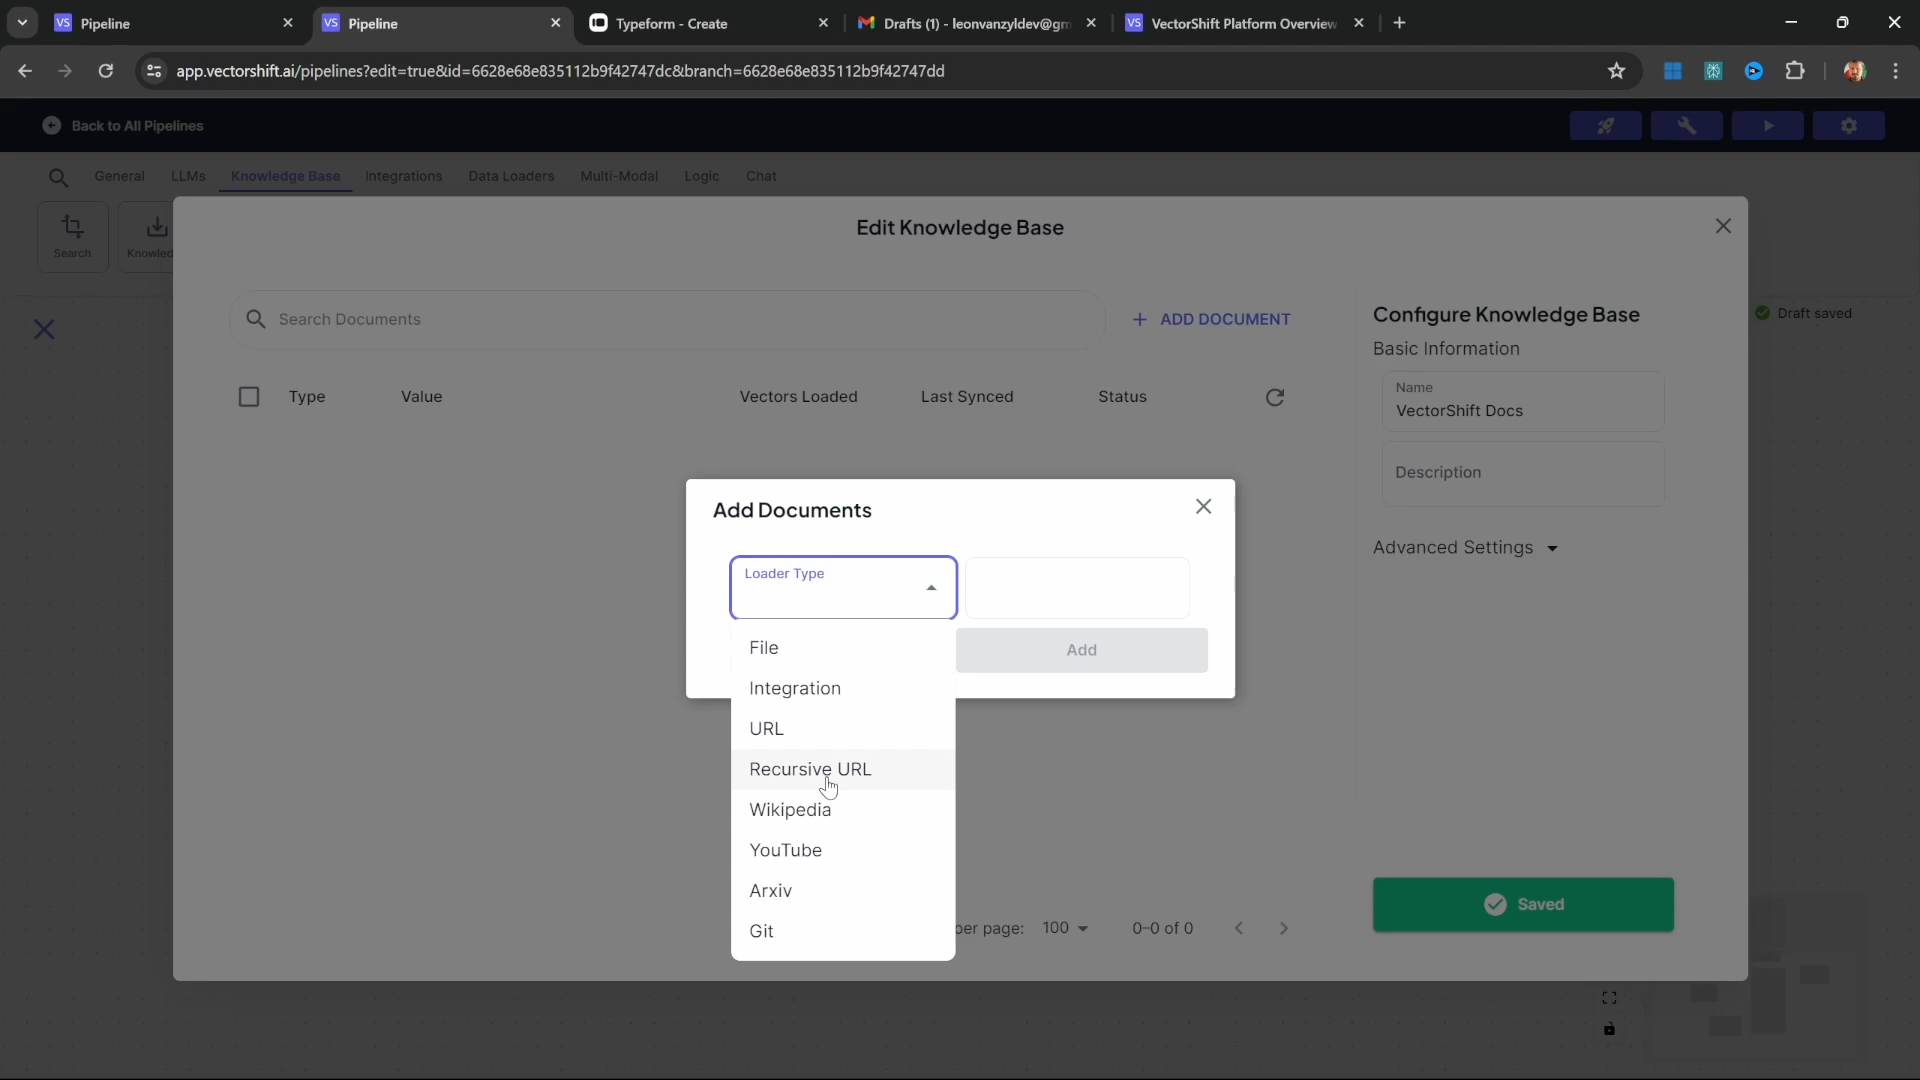 Pipeline
Pipeline
Typeform - Create
Drafts (1) - leonvanzyldev@gm
VectorShift Platform Overview
app.vectorshift.ai/pipelines?edit=true&id=6628e68e835112b9f42747dc&branch=6628e68e835112b9f42747dd
Back to All Pipelines
General
LLMs
Knowledge Base
Integrations
Data Loaders
Multi-Modal
Logic
Chat
Search
Knowled
Edit Knowledge Base
Search Documents
ADD DOCUMENT
Configure Knowledge Base
Draft saved
Basic Information
Type
Value
Vectors Loaded
Last Synced
Status
Name
VectorShift Docs
Description
Advanced Settings
Add Documents
Loader Type
File
Integration
URL
Recursive URL
Wikipedia
YouTube
Arxiv
Git
Add
per page:
100
0-0 of 0
Saved